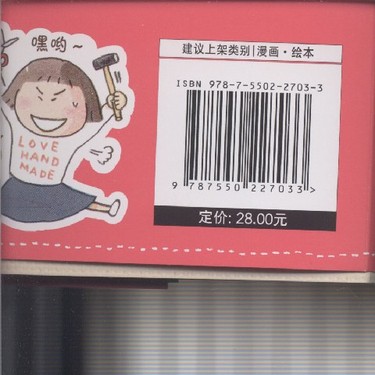 嘿哟~
LOVE
HAND
MADE
建议上架类别|漫画·绘本
ISBN 978-7-5502-2703-3
9 787550 227033 >
定价: 28.00元